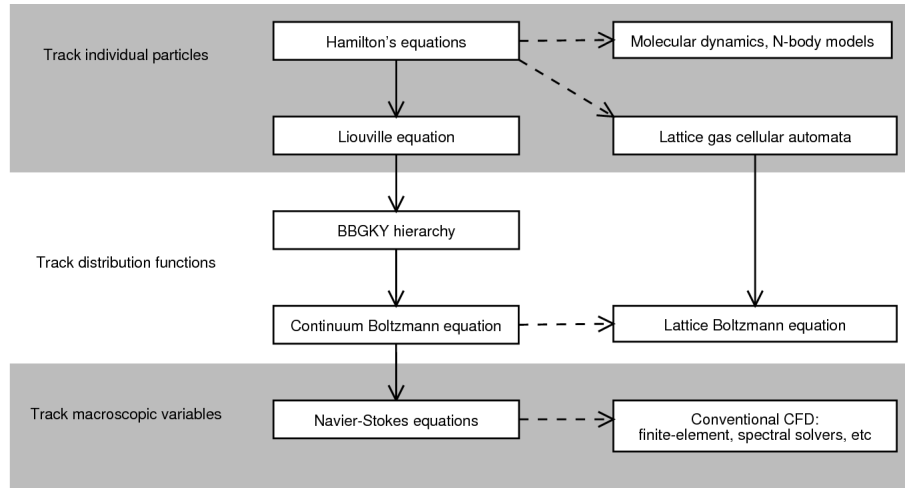 Hamilton's equations
Molecular dynamics, N-body models
Track individual particles
Liouville equation
Lattice gas cellular automata
BBGKY hierarchy
Track distribution functions
Continuum Boltzmann equation
Lattice Boltzmann equation
Track macroscopic variables
Navier-Stokes equations
Conventional CFD:
finite-element, spectral solvers, etc